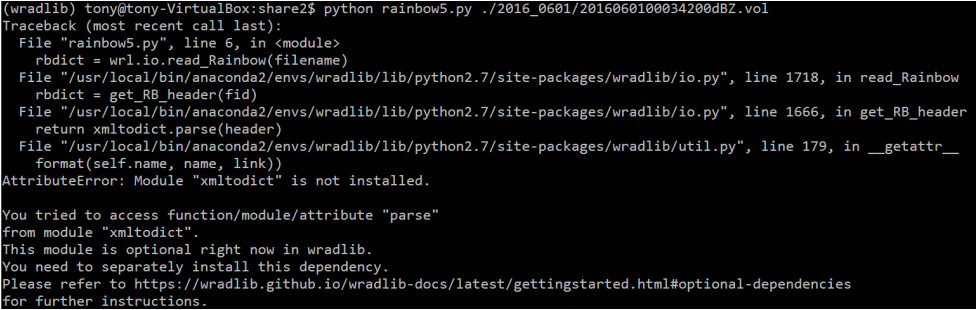 (wradlib) tony@tony-VirtualBox:share2$ python rainbow5.py ./2016_0601/2016060100034200dBZ.vol
Traceback (most recent call last):
  File "rainbow5.py", line 6, in <module>
    rbdict = wrl.io.read_Rainbow(filename)
  File "/usr/local/bin/anaconda2/envs/wradlib/lib/python2.7/site-packages/wradlib/io.py", line 1718, in read_Rainbow
    rbdict = get_RB_header(fid)
  File "/usr/local/bin/anaconda2/envs/wradlib/lib/python2.7/site-packages/wradlib/io.py", line 1666, in get_RB_header
    return xmltodict.parse(header)
  File "/usr/local/bin/anaconda2/envs/wradlib/lib/python2.7/site-packages/wradlib/util.py", line 179, in __getattr__
    format(self.name, name, link))
AttributeError: Module "xmltodict" is not installed.

You tried to access function/module/attribute "parse"
from module "xmltodict".
This module is optional right now in wradlib.
You need to separately install this dependency.
Please refer to https://wradlib.github.io/wradlib-docs/latest/gettingstarted.html#optional-dependencies
for further instructions.